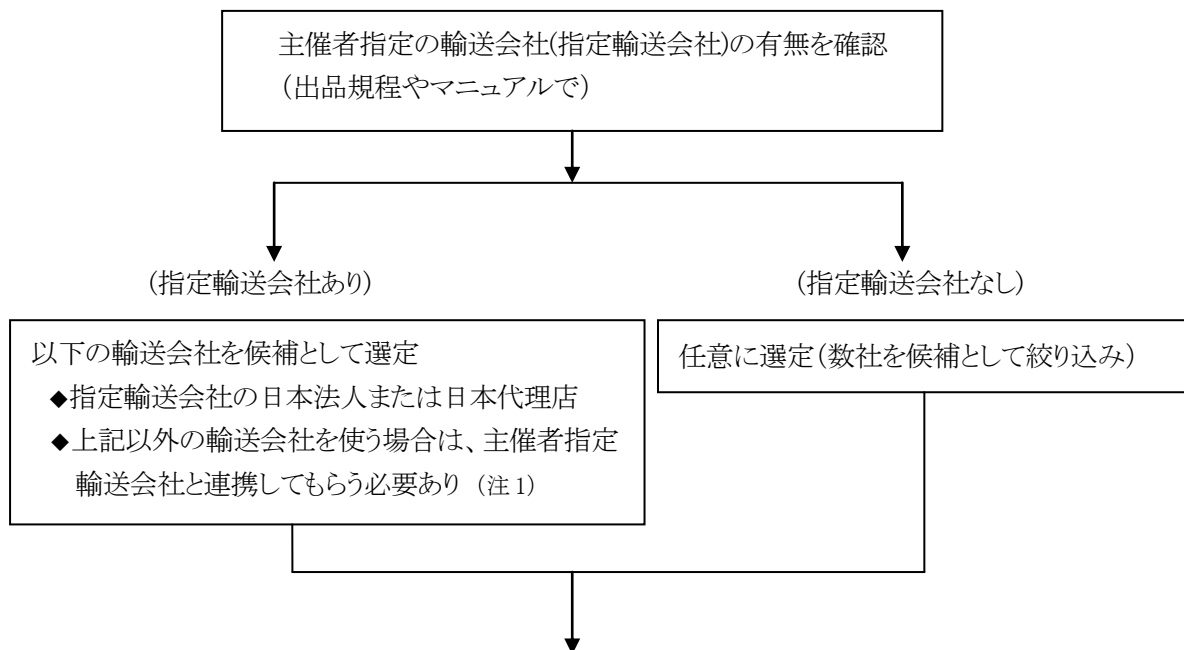 主催者指定の輸送会社(指定輸送会社)の有無を確認
(出品規程やマニュアルで)
(指定輸送会社あり)
(指定輸送会社なし)
以下の輸送会社を候補として選定
◆指定輸送会社の日本法人または日本代理店
◆上記以外の輸送会社を使う場合は、主催者指定
輸送会社と連携してもらう必要あり (注1)
任意に選定(数社を候補として絞り込み)